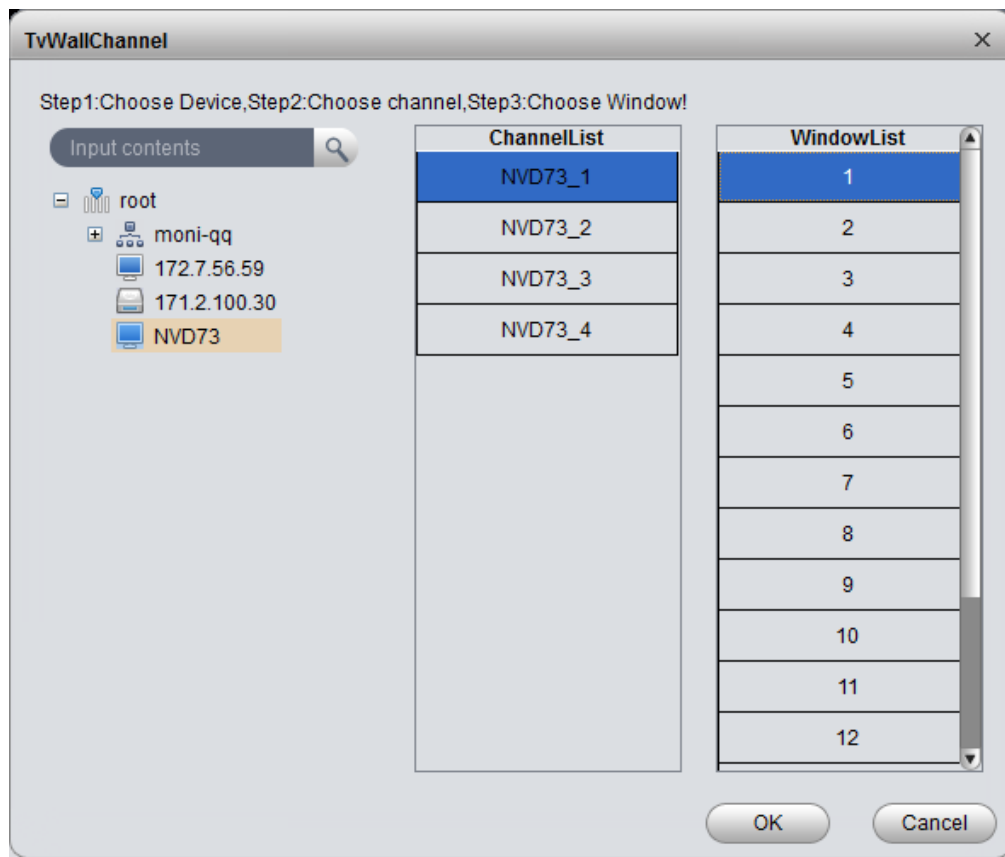 TvWallChannel
Step1:Choose Device,Step2:Choose channel,Step3:Choose Window!
Input contents
root
moni-qq
172.7.56.59
171.2.100.30
NVD73
ChannelList
NVD73_1
NVD73_2
NVD73_3
NVD73_4
WindowList
1
2
3
4
5
6
7
8
9
10
11
12
OK
Cancel